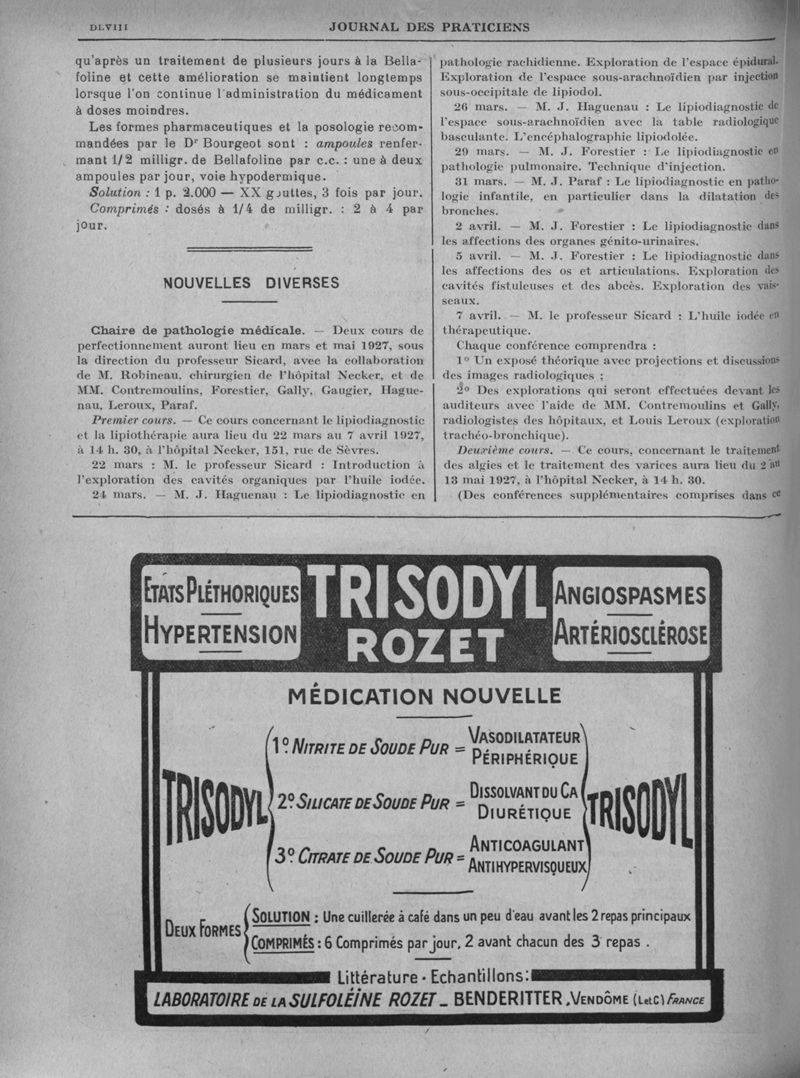 DLVIII
JOURNAL DES PRATICIENS
qu'après un traitement de plusieurs jours à la Bella-
foline et cette amélioration se maintient longtemps
lorsque l'on continue l'administration du médicament
à doses moindres.
Les formes pharmaceutiques et la posologie recom-
mandées par le Dr Bourgeot sont : ampoules renfer-
mant 1/2 milligr. de Bellafoline par c.c. : une à deux
ampoules par jour, voie hypodermique.
Solution : 1 p. 2.000 — XX gouttes, 3 fois par jour.
Comprimés : dosés à 1/4 de milligr. : 2 à 4 par
jour.
NOUVELLES DIVERSES
Chaire de pathologie médicale. — Deux cours de
perfectionnement auront lieu en mars et mai 1927, sous
la direction du professeur Sicard, avec la collaboration
de M. Robineau, chirurgien de l'hôpital Necker, et de
MM. Contremoulins, Forestier, Gally, Gaugier, Hague-
nau, Leroux, Paraf.
Premier cours. — Ce cours concernant le lipiodiagnostic
et la lipiothérapie aura lieu du 22 mars au 7 avril 1927,
à 14 h. 30, à l'hôpital Necker, 151, rue de Sèvres.
22 mars : M. le professeur Sicard : Introduction à
l'exploration des cavités organiques par l'huile iodée.
24 mars. — M. J. Haguenau : Le lipiodiagnostic en
pathologie rachidienne. Exploration de l'espace épidural.
Exploration de l'espace sous-arachnoïdien par injection
sous-occipitale de lipiodol.
26 mars. — M. J. Haguenau : Le lipiodiagnostic de
l'espace sous-arachnoïdien avec la table radiologique
basculante. L'encéphalographie lipiodolée.
29 mars. — M. J. Forestier : Le lipiodiagnostic en
pathologie pulmonaire. Technique d'injection.
31 mars. — M. J. Paraf : Le lipiodiagnostic en patho-
logie infantile, en particulier dans la dilatation des
bronches.
2 avril. — M. J. Forestier : Le lipiodiagnostic dans
les affections des organes génito-urinaires.
5 avril. — M. J. Forestier : Le lipiodiagnostic dans
les affections des os et articulations. Exploration des
cavités fistuleuses et des abcès. Exploration des vais-
seaux.
7 avril. — M. le professeur Sicard : L'huile iodée en
thérapeutique.
Chaque conférence comprendra :
1° Un exposé théorique avec projections et discussions
des images radiologiques ;
2° Des explorations qui seront effectuées devant les
auditeurs avec l'aide de MM. Contremoulins et Gally,
radiologistes des hôpitaux, et Louis Leroux (exploration
trachéo-bronchique).
Deuxième cours. — Ce cours, concernant le traitement
des algies et le traitement des varices aura lieu du 2 au
13 mai 1927, à l'hôpital Necker, à 14 h. 30.
(Des conférences supplémentaires comprises dans ce
ETATS PLÉTHORIQUES
HYPERTENSION
TRISODYL
ROZET
ANGIOSPASMES
ARTÉRIOSCLÉROSE
MÉDICATION NOUVELLE
TRISODYL
1º NITRITE DE SOUDE PUR = VASODILATATEUR PÉRIPHÉRIQUE
2º SILICATE DE SOUDE PUR = DISSOLVANT DU CA DIURÉTIQUE
3º CITRATE DE SOUDE PUR = ANTICOAGULANT ANTIHYPERVISQUEUX
TRISODYL
DEUX FORMES
SOLUTION : Une cuillerée à café dans un peu d'eau avant les 2 repas principaux
COMPRIMÉS : 6 Comprimés par jour, 2 avant chacun des 3 repas .
Littérature - Echantillons:
LABORATOIRE DE LA SULFOLÉINE ROZET _ BENDERITTER , VENDÔME (L et C) FRANCE